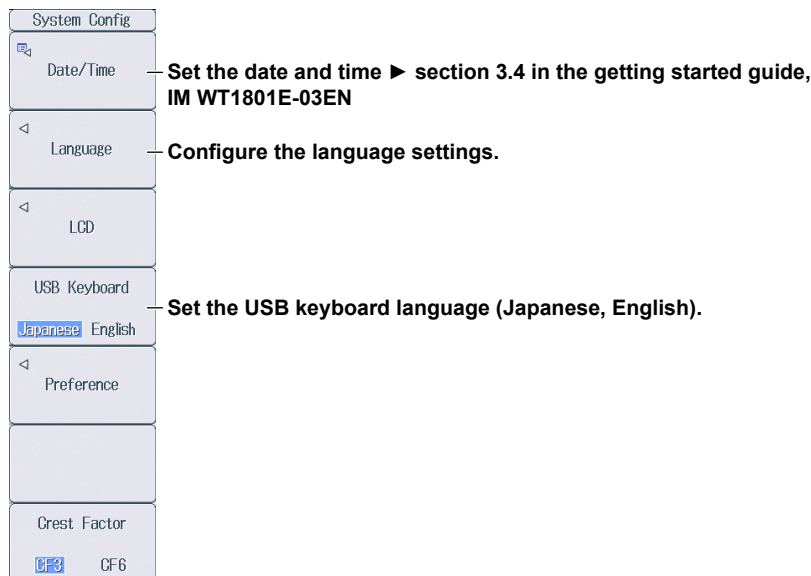 System Config
Date/Time
Set the date and time ► section 3.4 in the getting started guide,
IM WT1801E-03EN
Language
Configure the language settings.
LCD
USB Keyboard
Japanese English
Set the USB keyboard language (Japanese, English).
Preference
Crest Factor
CF3 CF6